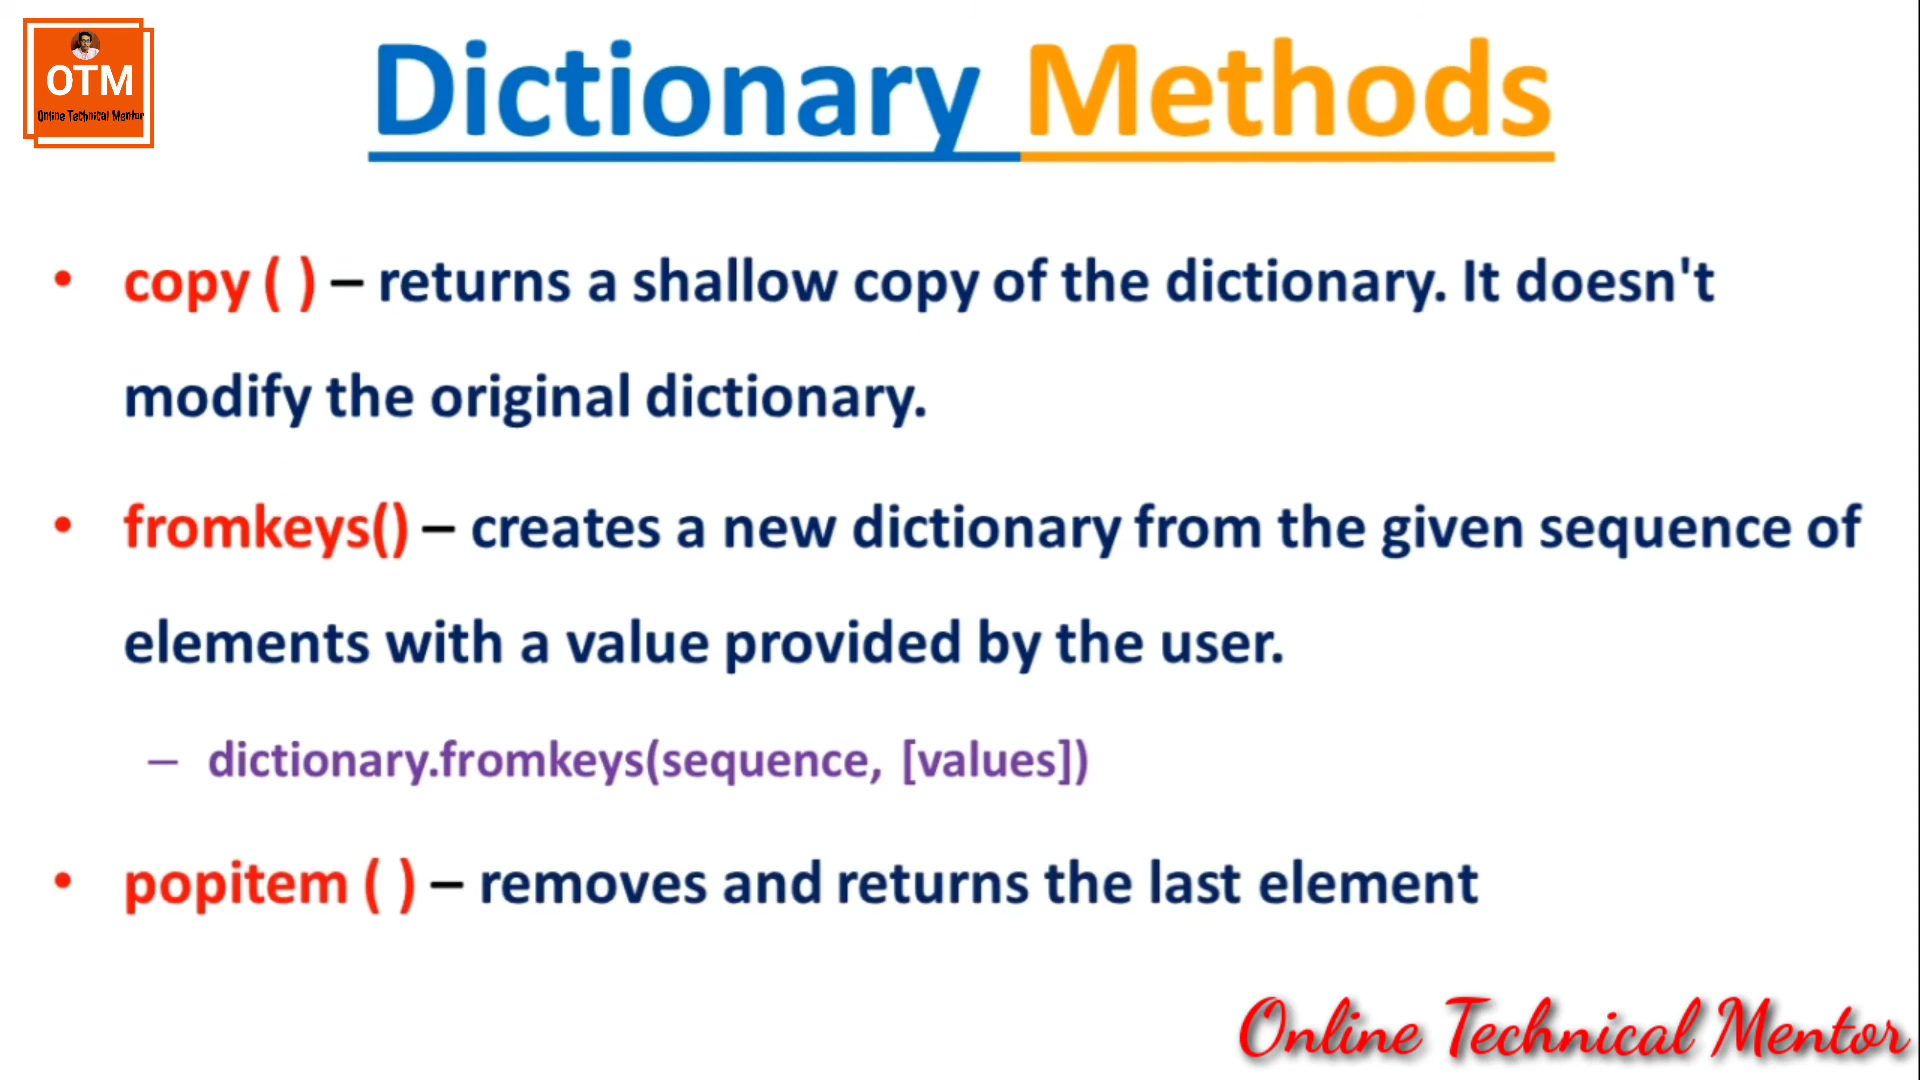 OTM
Online Technical Mentor
Dictionary Methods
• copy ( ) – returns a shallow copy of the dictionary. It doesn't
modify the original dictionary.
• fromkeys() – creates a new dictionary from the given sequence of
elements with a value provided by the user.
– dictionary.fromkeys(sequence, [values])
• popitem ( ) – removes and returns the last element
Online Technical Mentor